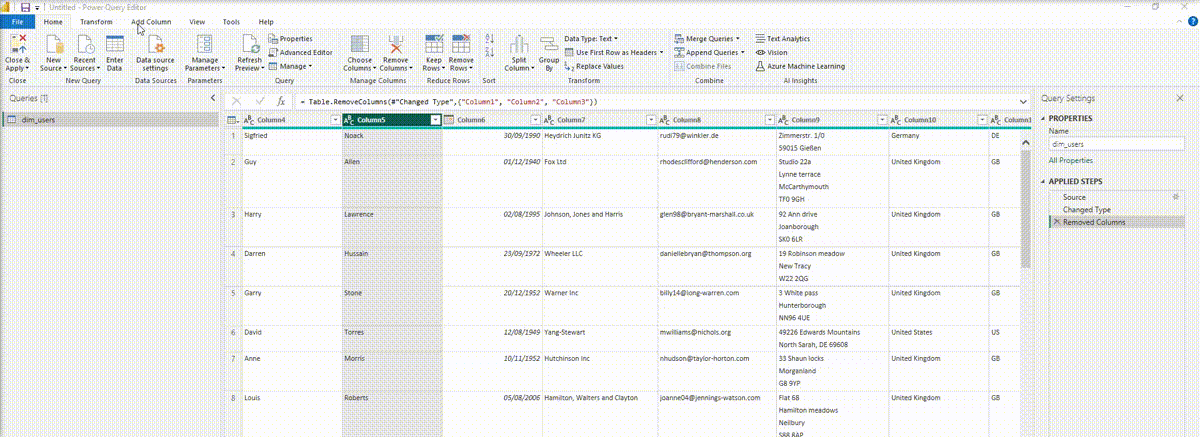 Untitled - Power Query Editor
File Home Transform Add Column View Tools Help
Close & Apply New Source Recent Sources Enter Data Data source settings Manage Parameters Refresh Preview Properties Advanced Editor Manage Choose Columns Remove Columns Keep Rows Remove Rows Split Column Group By Data Type: Text Use First Row as Headers Replace Values Merge Queries Append Queries Combine Files Text Analytics Vision Azure Machine Learning
Close New Query Data Sources Parameters Query Manage Columns Reduce Rows Sort Transform Combine AI Insights
Queries [1]
dim_users
= Table.RemoveColumns(#"Changed Type",{"Column1", "Column2", "Column3"})
Column4 Column5 Column6 Column7 Column8 Column9 Column10 Column1
1 Sigfried Noack 30/09/1990 Heydrich Junitz KG rudi79@winkler.de Zimmerstr. 1/0 Germany DE
59015 Gießen
2 Guy Allen 01/12/1940 Fox Ltd rhodesclifford@henderson.com Studio 22a United Kingdom GB
Lynne terrace
McCarthymouth
TF0 9GH
3 Harry Lawrence 02/08/1995 Johnson, Jones and Harris glen98@bryant-marshall.co.uk 92 Ann drive United Kingdom GB
Joanborough
SK0 6LR
4 Darren Hussain 23/09/1972 Wheeler LLC daniellebryan@thompson.org 19 Robinson meadow United Kingdom GB
New Tracy
W22 2QG
5 Garry Stone 20/12/1952 Warner Inc billy14@long-warren.com 3 White pass United Kingdom GB
Hunterborough
NN96 4UE
6 David Torres 12/08/1949 Yang-Stewart mwilliams@nichols.org 49226 Edwards Mountains United States US
North Sarah, DE 69608
7 Anne Morris 10/11/1952 Hutchinson Inc nhudson@taylor-horton.com 33 Shaun locks United Kingdom GB
Morganland
G8 9YP
8 Louis Roberts 05/08/2006 Hamilton, Walters and Clayton joanne04@jennings-watson.com Flat 68 United Kingdom GB
Hamilton meadows
Neilbury
S88 8AP
Query Settings
PROPERTIES
Name
dim_users
All Properties
APPLIED STEPS
Source
Changed Type
Removed Columns